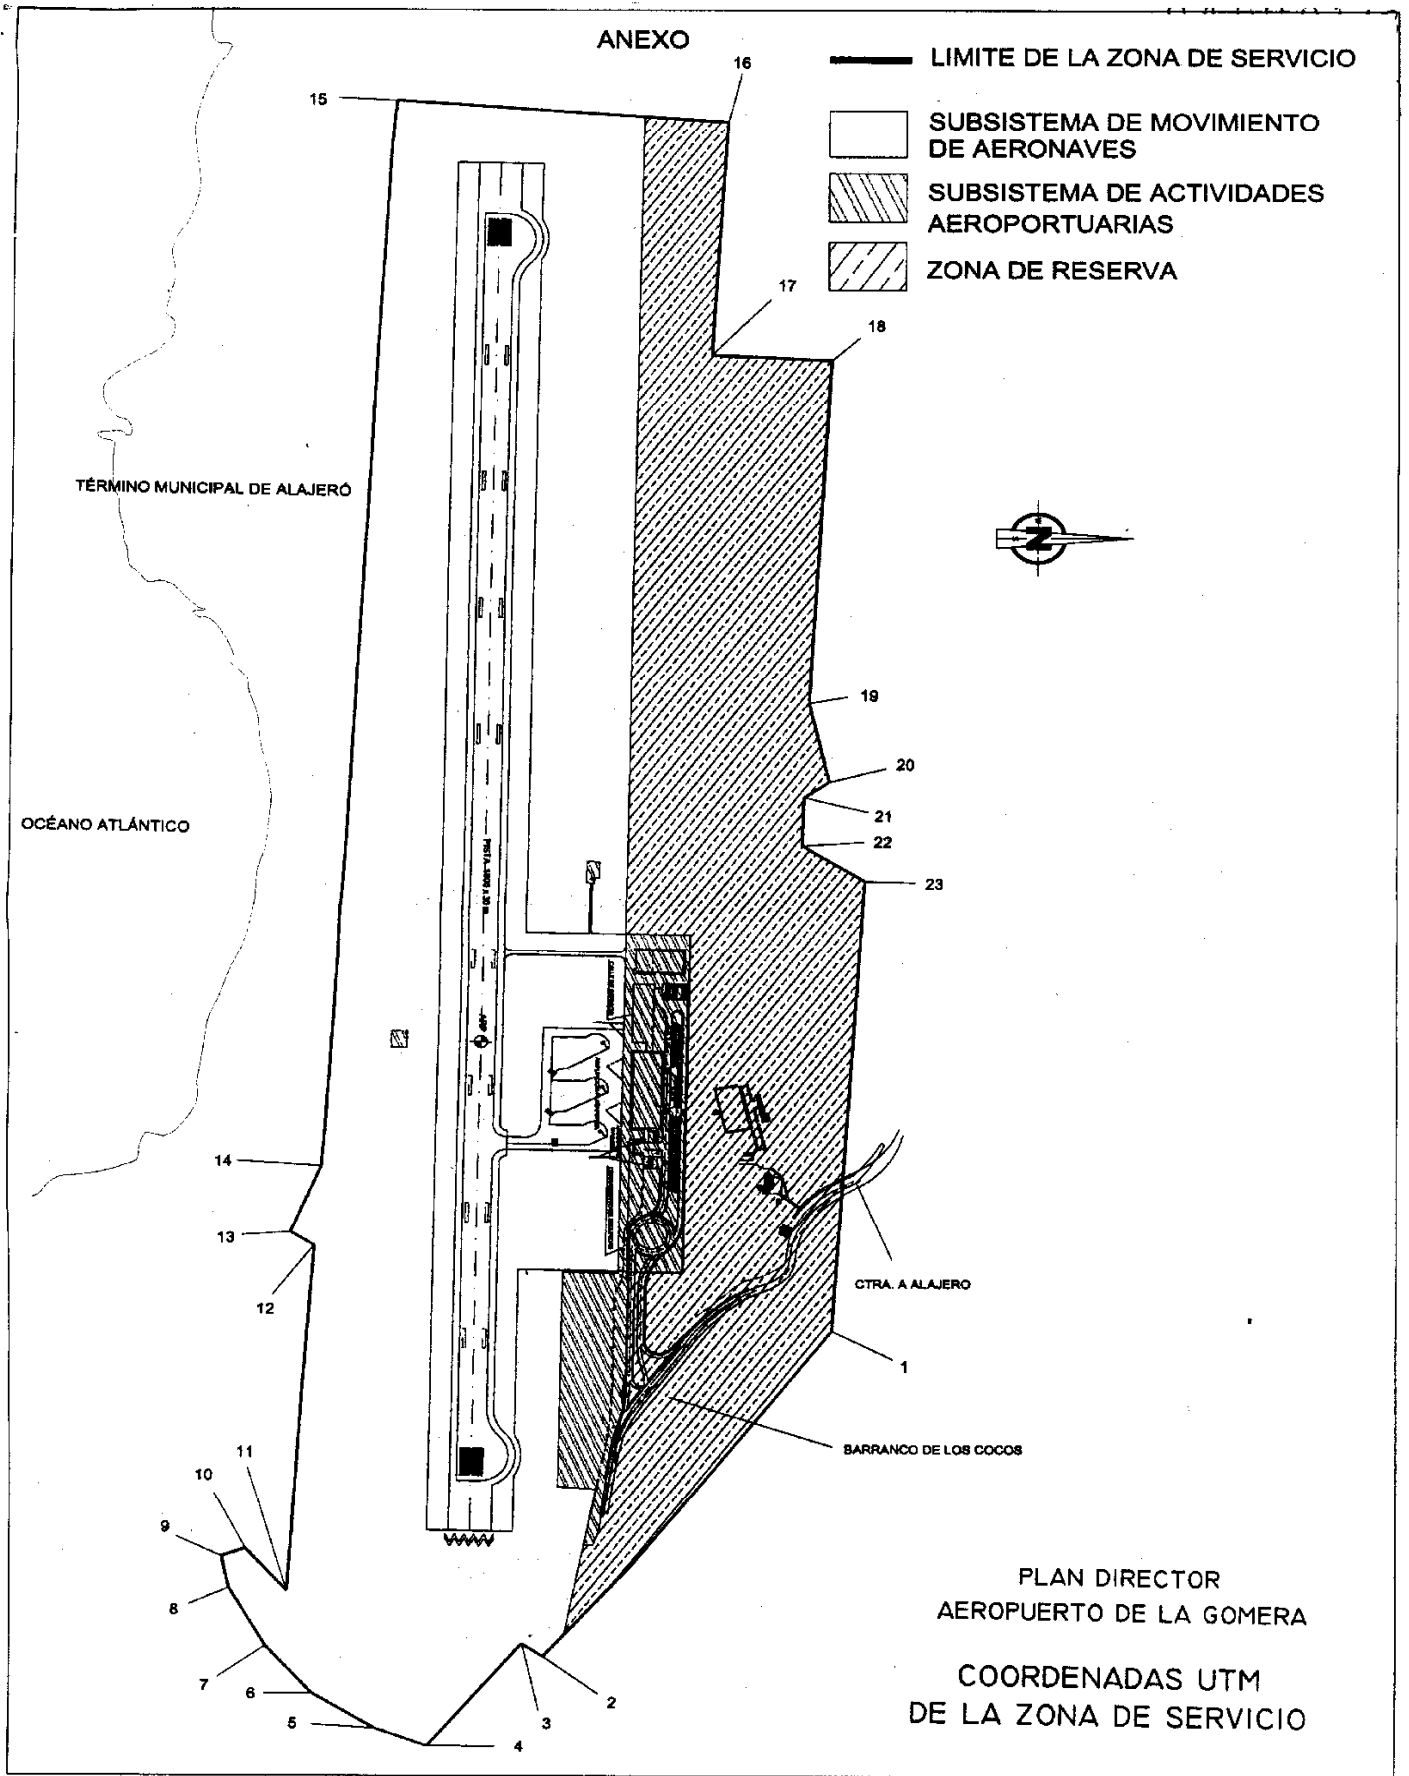 ANEXO
LIMITE DE LA ZONA DE SERVICIO
SUBSISTEMA DE MOVIMIENTO
DE AERONAVES
SUBSISTEMA DE ACTIVIDADES
AEROPORTUARIAS
ZONA DE RESERVA
15
16
17
18
TÉRMINO MUNICIPAL DE ALAJERÓ
N
19
20
21
22
23
OCÉANO ATLÁNTICO
ARP
14
13
12
CTRA. A ALAJERO
1
BARRANCO DE LOS COCOS
11
10
9
8
7
6
5
4
3
2
PLAN DIRECTOR
AEROPUERTO DE LA GOMERA
COORDENADAS UTM
DE LA ZONA DE SERVICIO